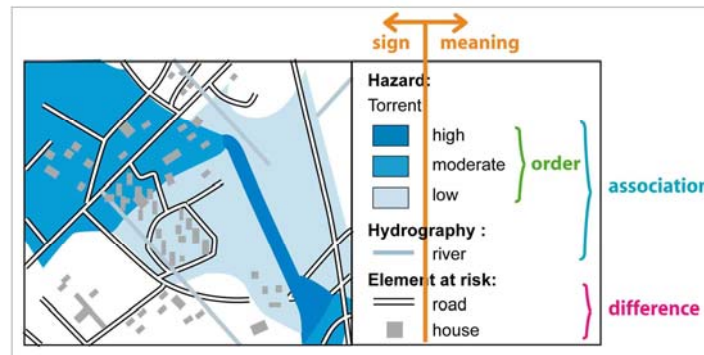 sign meaning
Hazard:
Torrent
high
moderate
low
order
association
Hydrography :
river
Element at risk:
road
house
difference